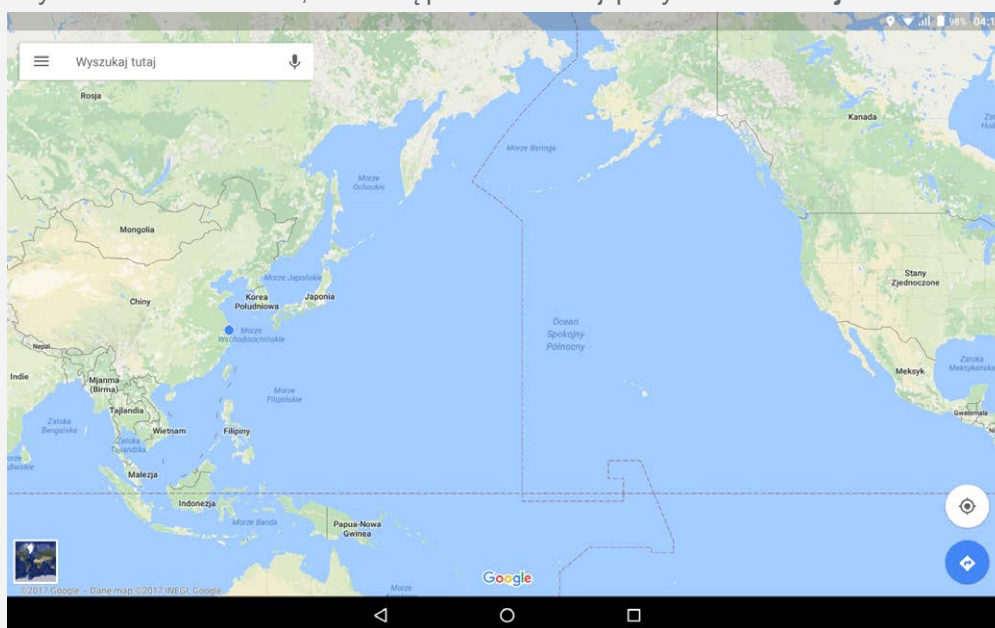 98%
Wyszukaj tutaj
Rosja
Kanada
Morze Beringa
Morze
Ochockie
Mongolia
Stany
Zjednoczone
Morze Japońskie
Chiny
Korea
Południowa
Japonia
Ocean
Spokojny
Północny
Morze
Wschodniochińskie
Nepal
Zatoka
Meksykańska
Indie
Mjanma
(Birma)
Meksyk
Morze
Filipińskie
Tajlandia
Gwatemala
Zatoka
Bengalska
Wietnam
Filipiny
Zatoka
Tajlandzka
Malezja
Indonezja
Morze Banda
Papua-Nowa
Gwinea
Google
©2017 Google - Dane map ©2017 INEGI, Google
Morze